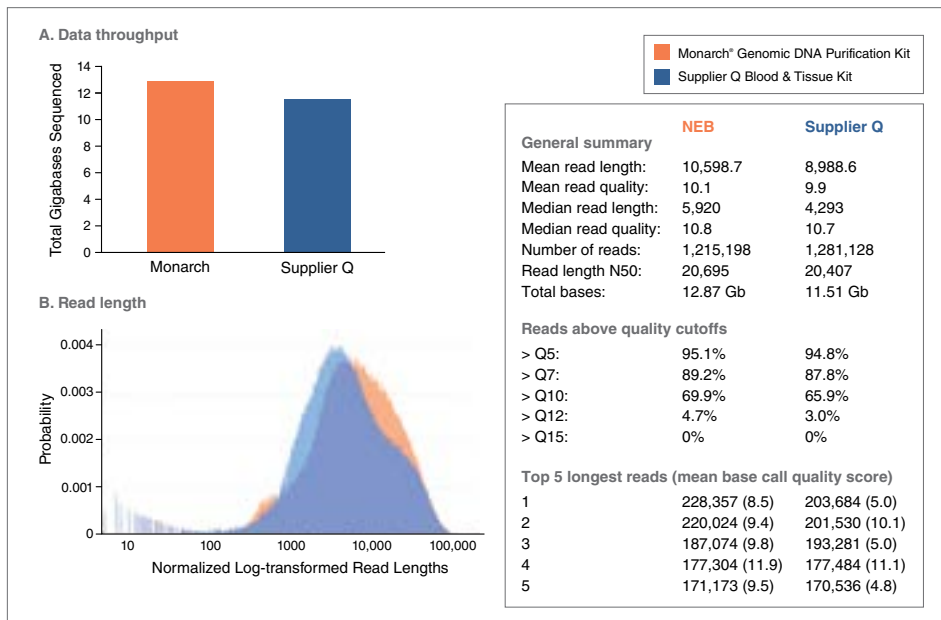 A. Data throughput
Total Gigabases Sequenced
14
12
10
8
6
4
2
0
Monarch
Supplier Q
B. Read length
Probability
0.004
0.003
0.002
0.001
0
10
100
1000
10,000
100,000
Normalized Log-transformed Read Lengths
Monarch® Genomic DNA Purification Kit
Supplier Q Blood & Tissue Kit
NEB Supplier Q
General summary
Mean read length: 10,598.7 8,988.6
Mean read quality: 10.1 9.9
Median read length: 5,920 4,293
Median read quality: 10.8 10.7
Number of reads: 1,215,198 1,281,128
Read length N50: 20,695 20,407
Total bases: 12.87 Gb 11.51 Gb
Reads above quality cutoffs
> Q5: 95.1% 94.8%
> Q7: 89.2% 87.8%
> Q10: 69.9% 65.9%
> Q12: 4.7% 3.0%
> Q15: 0% 0%
Top 5 longest reads (mean base call quality score)
1 228,357 (8.5) 203,684 (5.0)
2 220,024 (9.4) 201,530 (10.1)
3 187,074 (9.8) 193,281 (5.0)
4 177,304 (11.9) 177,484 (11.1)
5 171,173 (9.5) 170,536 (4.8)